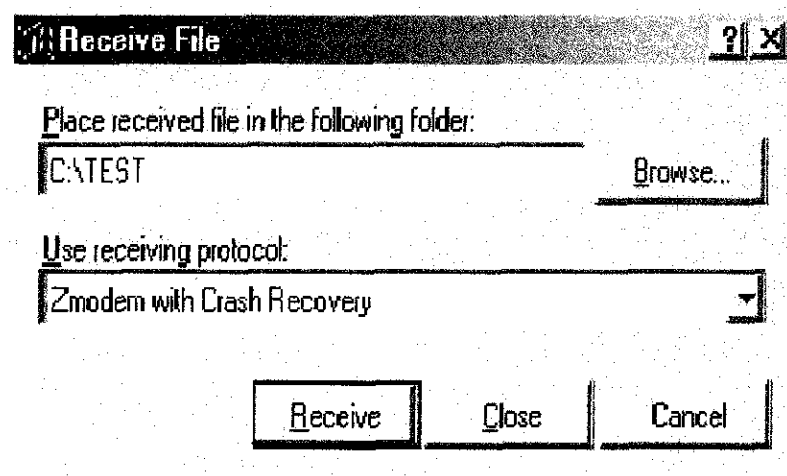 Receive File
Place received file in the following folder:
C:\TEST
Browse...
Use receiving protocol:
Zmodem with Crash Recovery
Receive Close Cancel